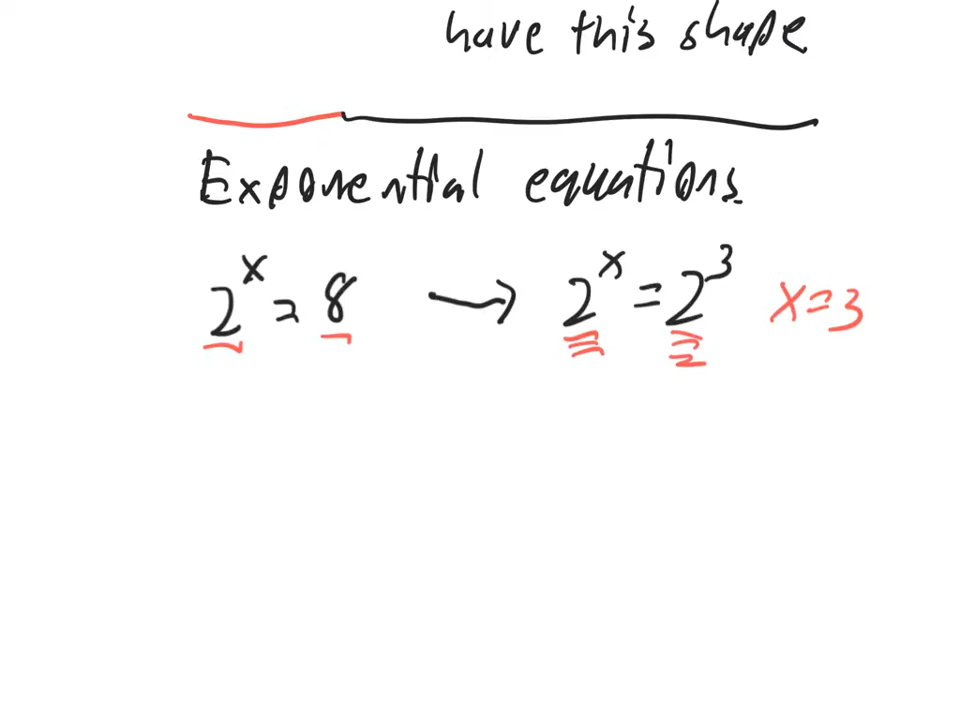 have this shape
Exponential equations.
2^x = 8 → 2^x = 2^3 x=3